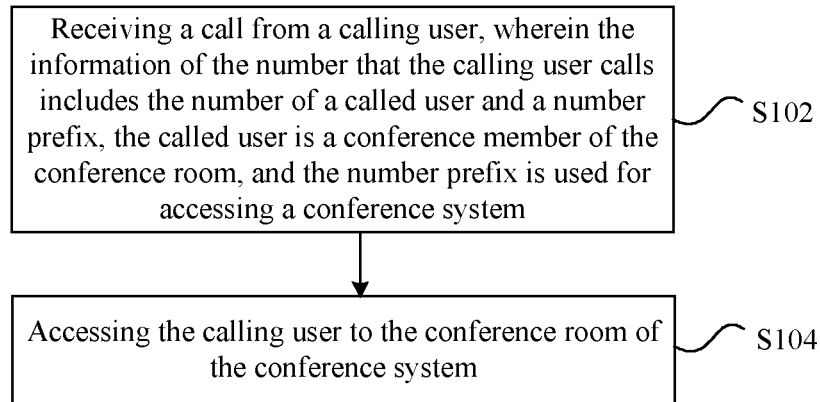 Receiving a call from a calling user, wherein the
information of the number that the calling user calls
includes the number of a called user and a number
prefix, the called user is a conference member of the
conference room, and the number prefix is used for
accessing a conference system
S102
Accessing the calling user to the conference room of
the conference system
S104